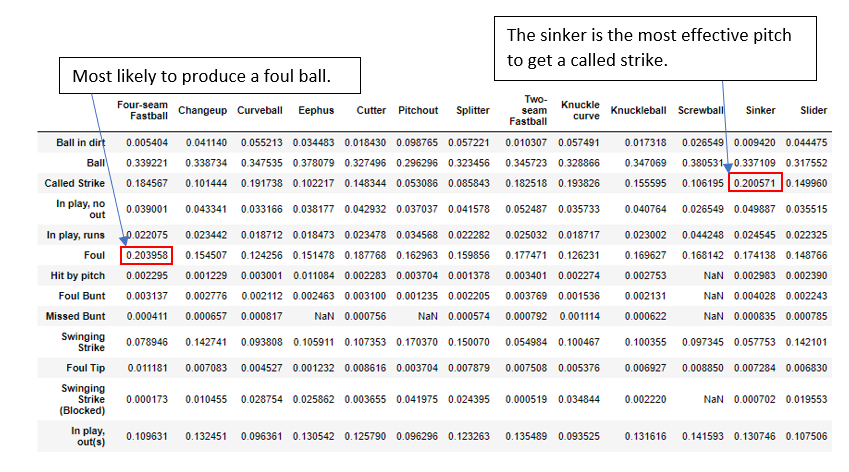 The sinker is the most effective pitch
to get a called strike.
Most likely to produce a foul ball.
Four-seam Fastball Changeup Curveball Eephus Cutter Pitchout Splitter Two-seam Fastball Knuckle curve Knuckleball Screwball Sinker Slider
Ball in dirt 0.005404 0.041140 0.055213 0.034483 0.018430 0.098765 0.057221 0.010307 0.057491 0.017318 0.026549 0.009420 0.044475
Ball 0.339221 0.338734 0.347535 0.378079 0.327496 0.296296 0.323456 0.345723 0.328866 0.347069 0.380531 0.337109 0.317552
Called Strike 0.184567 0.101444 0.191738 0.102217 0.148344 0.053086 0.085843 0.182518 0.193826 0.155595 0.106195 0.200571 0.149960
In play, no out 0.039001 0.043341 0.033166 0.038177 0.042932 0.037037 0.041578 0.052487 0.035733 0.040764 0.026549 0.049887 0.035515
In play, runs 0.022075 0.023442 0.018712 0.018473 0.023478 0.034568 0.022282 0.025032 0.018717 0.023002 0.044248 0.024545 0.022325
Foul 0.203958 0.154507 0.124256 0.151478 0.187768 0.162963 0.159856 0.177471 0.126231 0.169627 0.168142 0.174138 0.148766
Hit by pitch 0.002295 0.001229 0.003001 0.011084 0.002283 0.003704 0.001378 0.003401 0.002274 0.002753 NaN 0.002983 0.002390
Foul Bunt 0.003137 0.002776 0.002112 0.002463 0.003100 0.001235 0.002205 0.003769 0.001536 0.002131 NaN 0.004028 0.002243
Missed Bunt 0.000411 0.000657 0.000817 NaN 0.000756 NaN 0.000574 0.000792 0.001114 0.000622 NaN 0.000835 0.000785
Swinging Strike 0.078946 0.142741 0.093808 0.105911 0.107353 0.170370 0.150070 0.054984 0.100467 0.100355 0.097345 0.057753 0.142101
Foul Tip 0.011181 0.007083 0.004527 0.001232 0.008616 0.003704 0.007879 0.007508 0.005376 0.006927 0.008850 0.007284 0.006830
Swinging Strike (Blocked) 0.000173 0.010455 0.028754 0.025862 0.003655 0.041975 0.024395 0.000519 0.034844 0.002220 NaN 0.000702 0.019553
In play, out(s) 0.109631 0.132451 0.096361 0.130542 0.125790 0.096296 0.123263 0.135489 0.093525 0.131616 0.141593 0.130746 0.107506